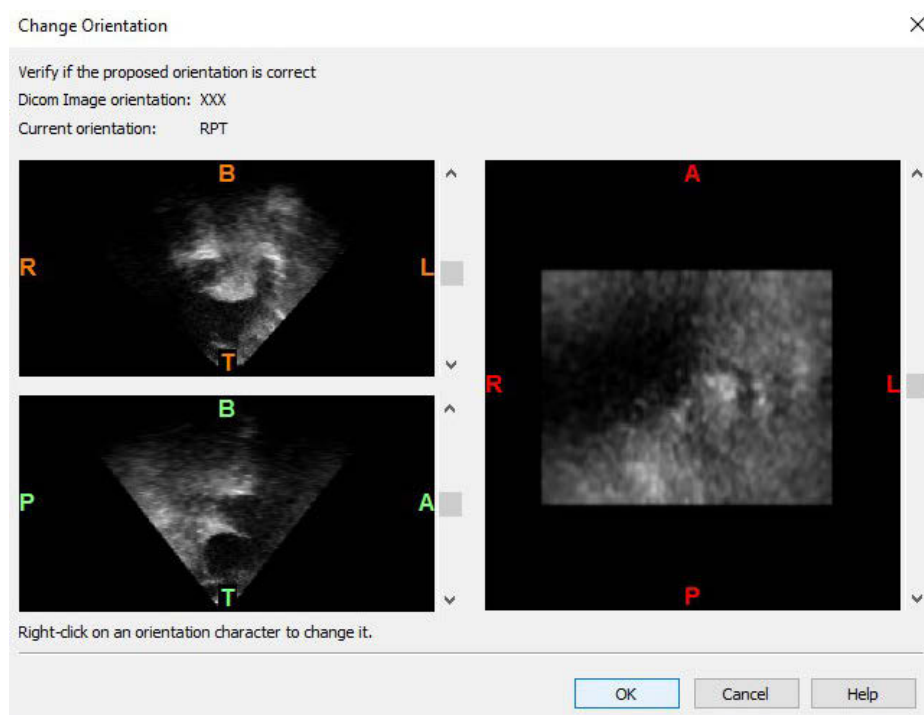 Change Orientation
Verify if the proposed orientation is correct
Dicom Image orientation: XXX
Current orientation: RPT
B
R L
T
B
P A
T
A
R L
P
Right-click on an orientation character to change it.
OK Cancel Help